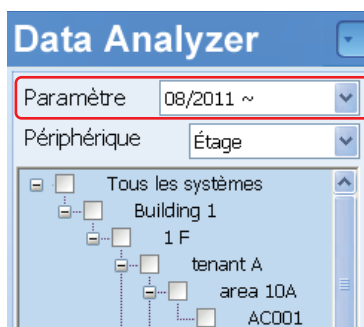 Data Analyzer
Paramètre 08/2011 ~
Périphérique Étage
Tous les systèmes
Building 1
1 F
tenant A
area 10A
AC001